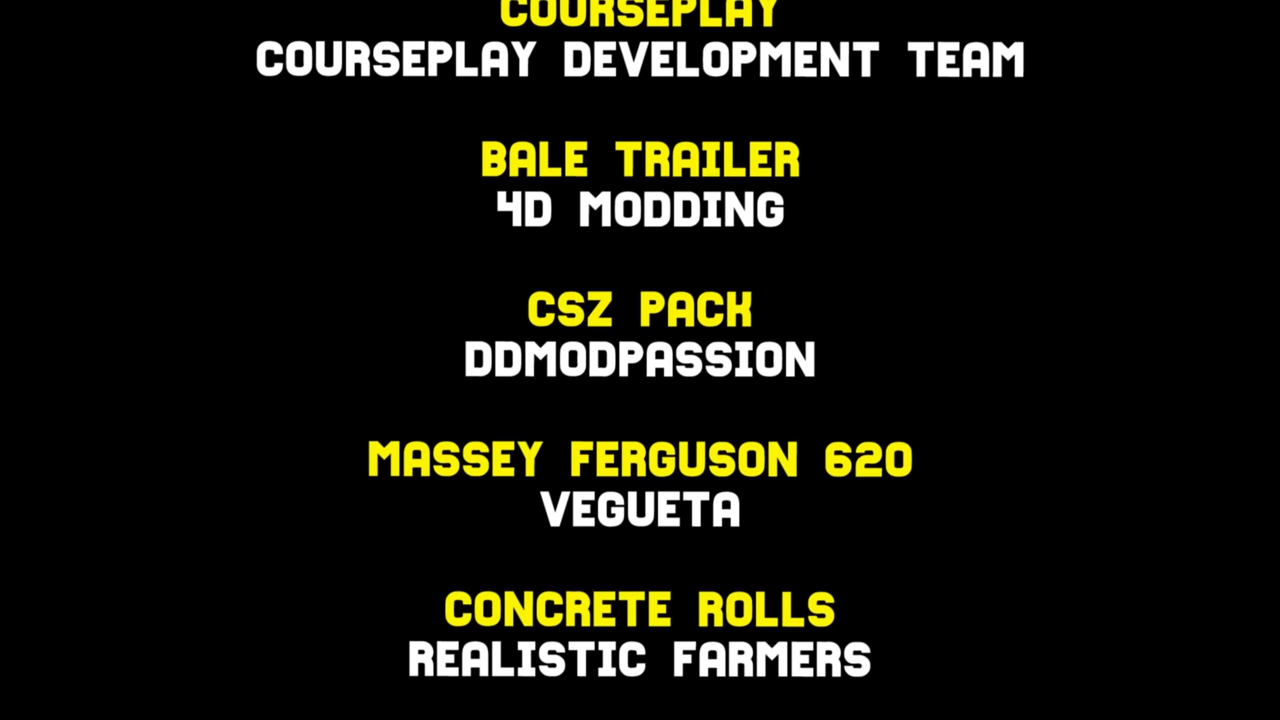 COURSEPLAY
COURSEPLAY DEVELOPMENT TEAM
BALE TRAILER
4D MODDING
CSZ PACK
DDMODPASSION
MASSEY FERGUSON 620
VEGUETA
CONCRETE ROLLS
REALISTIC FARMERS